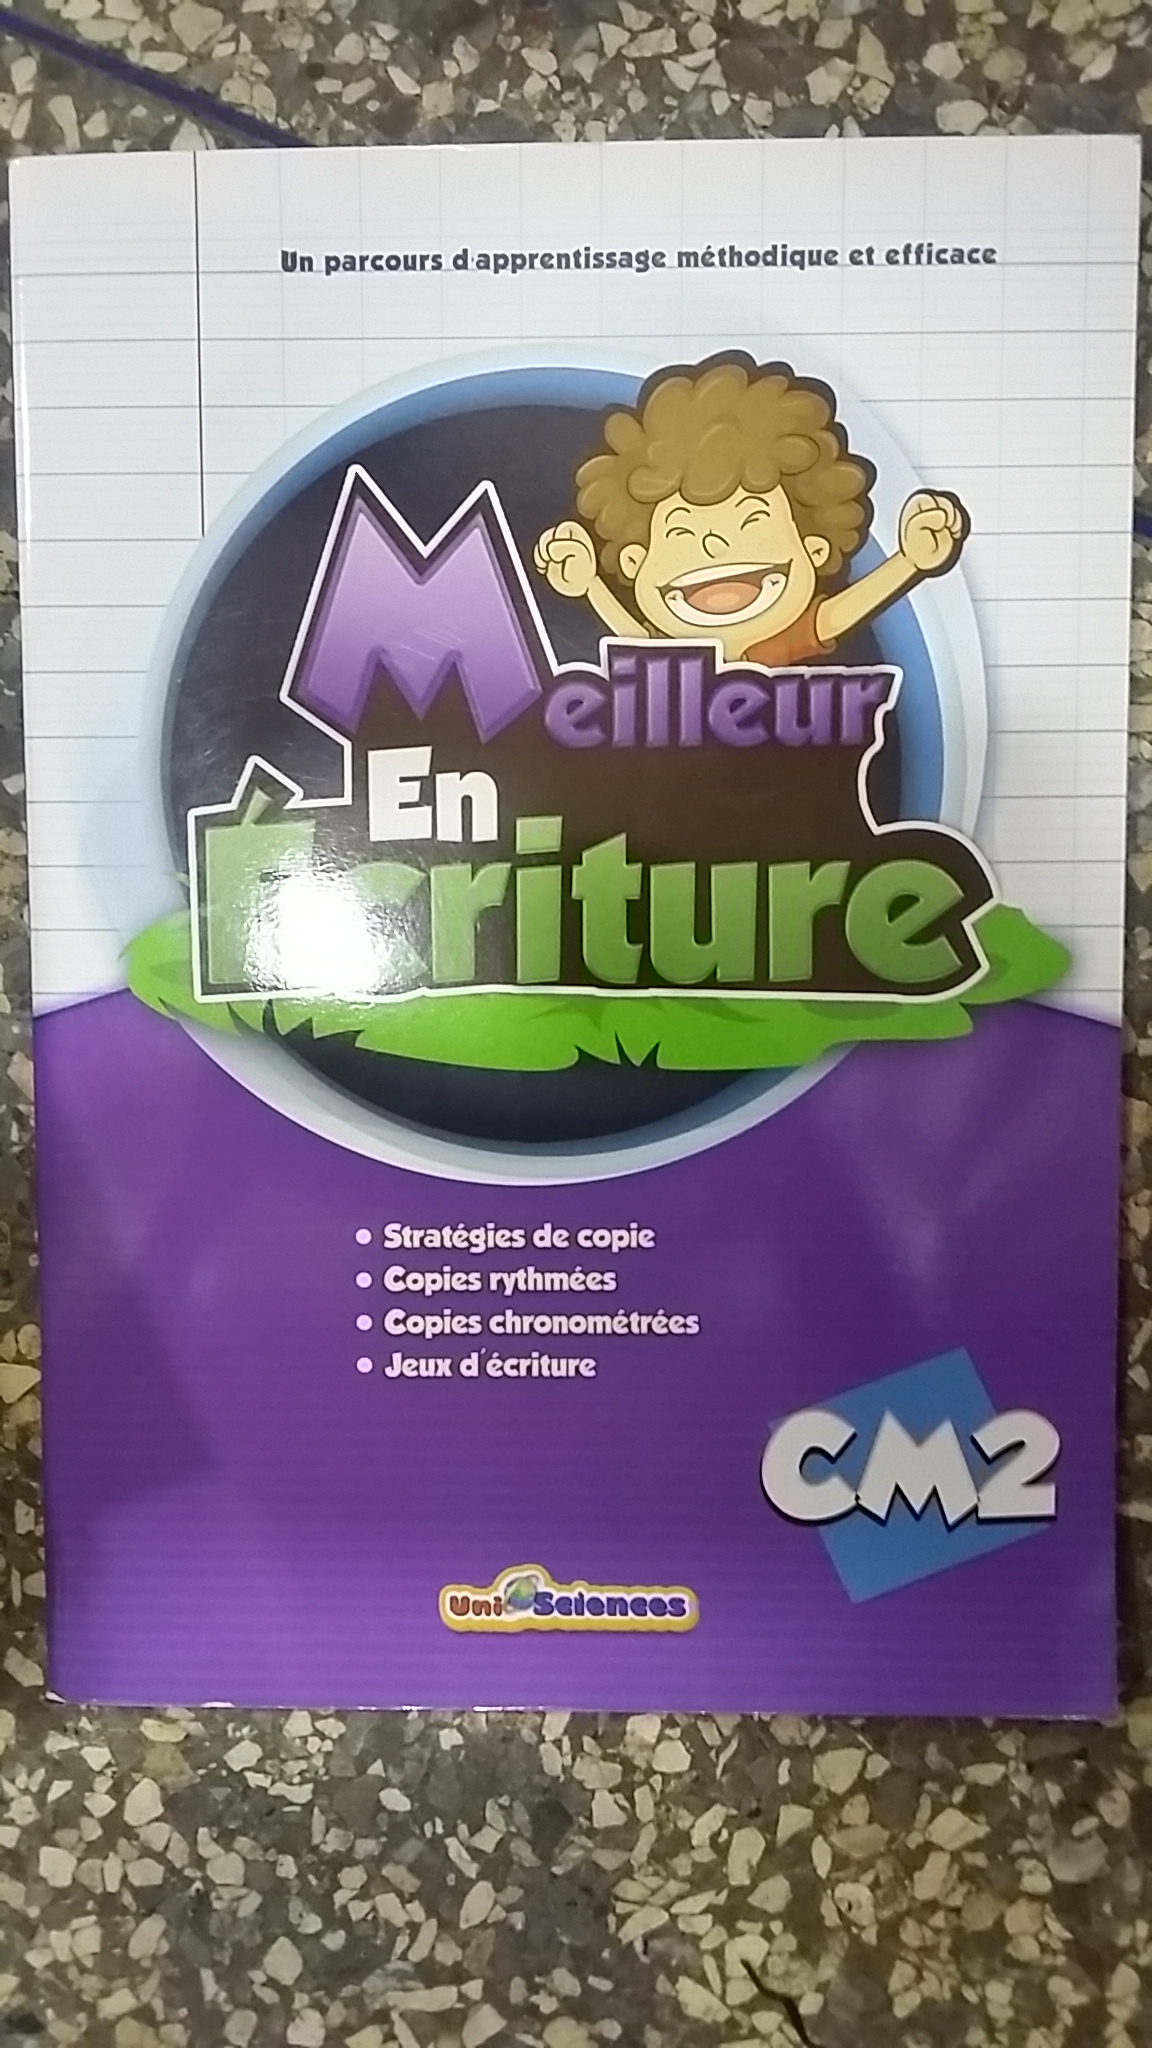 Un parcours d'apprentissage méthodique et efficace
Meilleur
En
Écriture
• Stratégies de copie
• Copies rythmées
• Copies chronométrées
• Jeux d'écriture
CM2
Uni Sciences